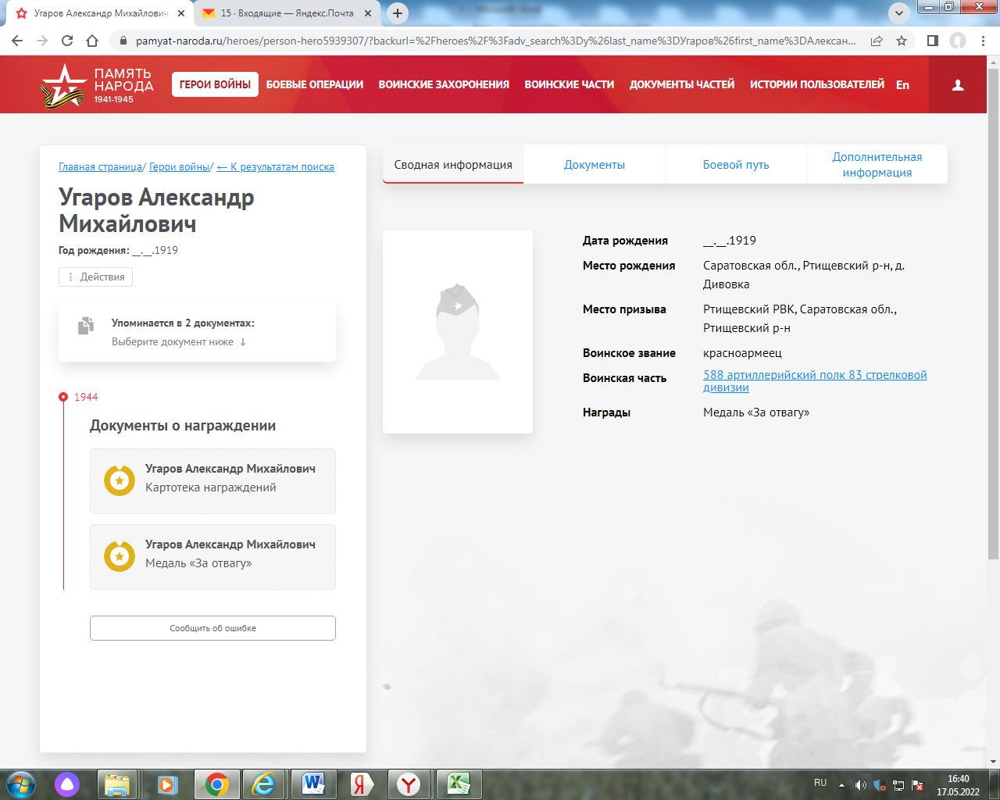 Угаров Александр Михайлович
15 · Входящие — Яндекс.Почта
pamyat-naroda.ru/heroes/person-hero5939307/?backurl=%2Fheroes%2F%3Fadv_search%3Dy%26last_name%3DУгаров%26first_name%3DАлексан...
ПАМЯТЬ
НАРОДА
1941-1945
ГЕРОИ ВОЙНЫ
БОЕВЫЕ ОПЕРАЦИИ
ВОИНСКИЕ ЗАХОРОНЕНИЯ
ВОИНСКИЕ ЧАСТИ
ДОКУМЕНТЫ ЧАСТЕЙ
ИСТОРИИ ПОЛЬЗОВАТЕЛЕЙ
En
Главная страница/ Герои войны/ ← К результатам поиска
Угаров Александр
Михайлович
Год рождения: __.__.1919
Действия
Упоминается в 2 документах:
Выберите документ ниже ↓
1944
Документы о награждении
Угаров Александр Михайлович
Картотека награждений
Угаров Александр Михайлович
Медаль «За отвагу»
Сообщить об ошибке
Сводная информация
Документы
Боевой путь
Дополнительная
информация
Дата рождения __.__.1919
Место рождения Саратовская обл., Ртищевский р-н, д.
Дивовка
Место призыва Ртищевский РВК, Саратовская обл.,
Ртищевский р-н
Воинское звание красноармеец
Воинская часть 588 артиллерийский полк 83 стрелковой
дивизии
Награды Медаль «За отвагу»
RU
16:40
17.05.2022